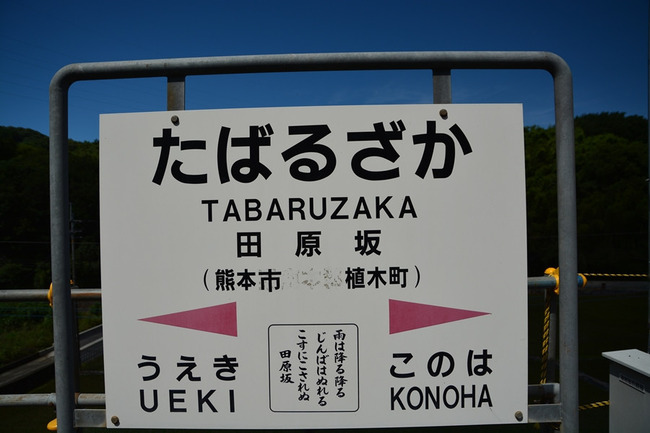 たばるざか
TABARUZAKA
田原坂
(熊本市 植木町)
うえき
UEKI
雨は降る降る
じんばはぬれる
こすにこされぬ
田原坂
このは
KONOHA